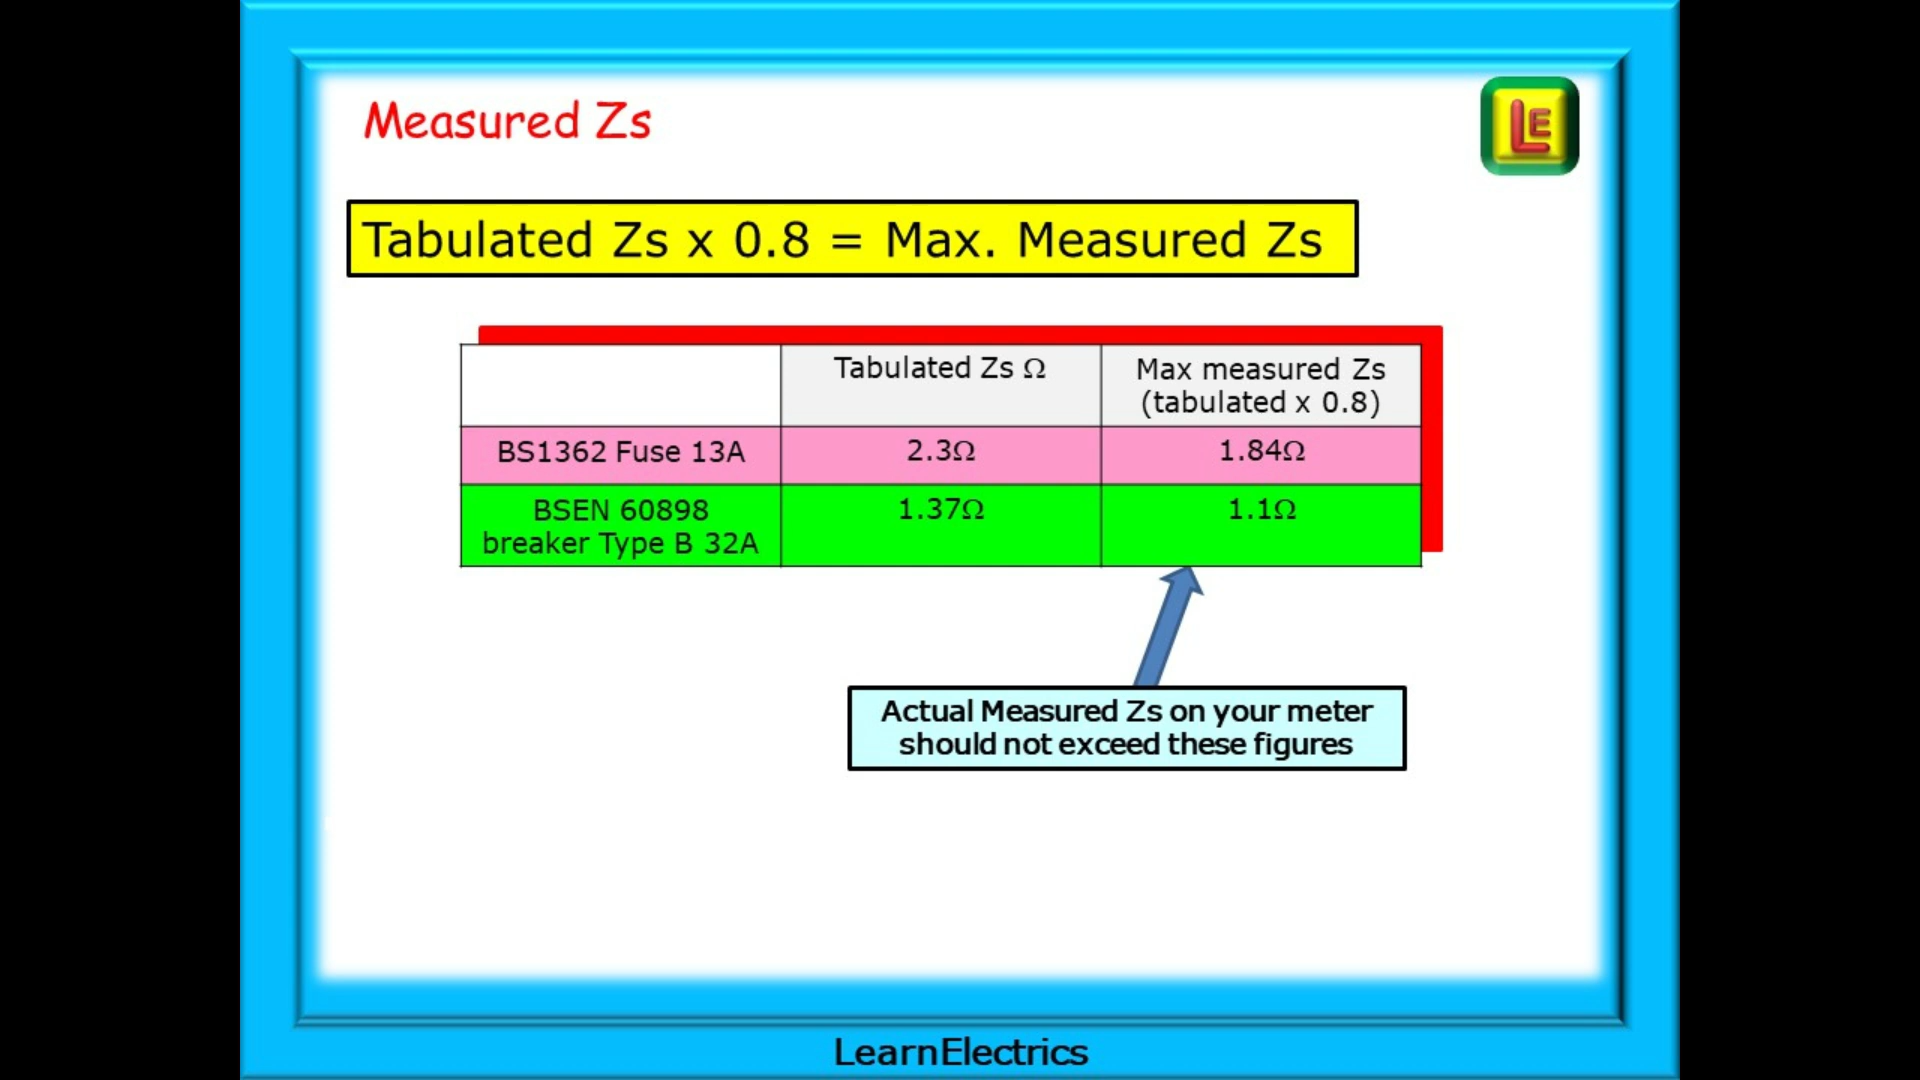 Measured Zs
LE
Tabulated Zs x 0.8 = Max. Measured Zs
Tabulated Zs Ω
Max measured Zs
(tabulated x 0.8)
BS1362 Fuse 13A
2.3Ω
1.84Ω
BSEN 60898
breaker Type B 32A
1.37Ω
1.1Ω
Actual Measured Zs on your meter
should not exceed these figures
LearnElectrics